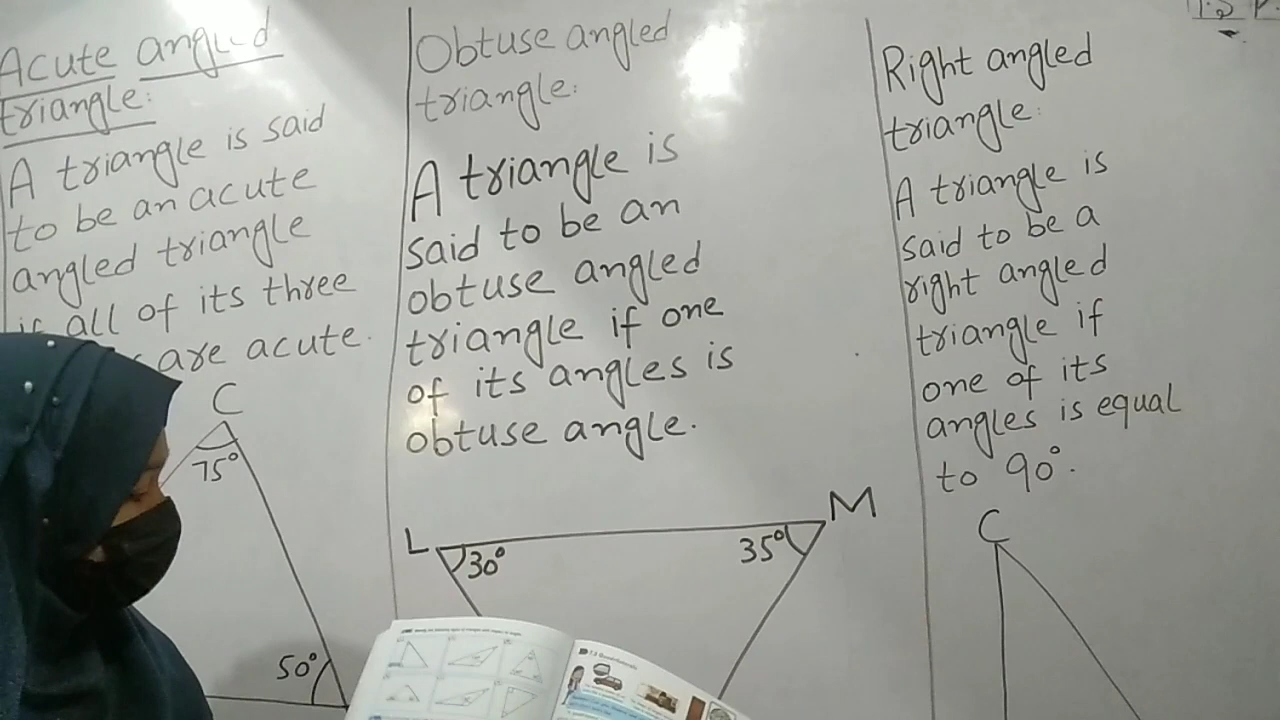 Acute angled
triangle:
A triangle is said
to be an acute
angled triangle
if all of its three
are acute.
C
75°
50°
Obtuse angled
triangle:
A triangle is
said to be an
obtuse angled
triangle if one
of its angles is
obtuse angle.
L
30°
35°
M
Right angled
triangle:
A triangle is
said to be a
right angled
triangle if
one of its
angles is equal
to 90°.
C